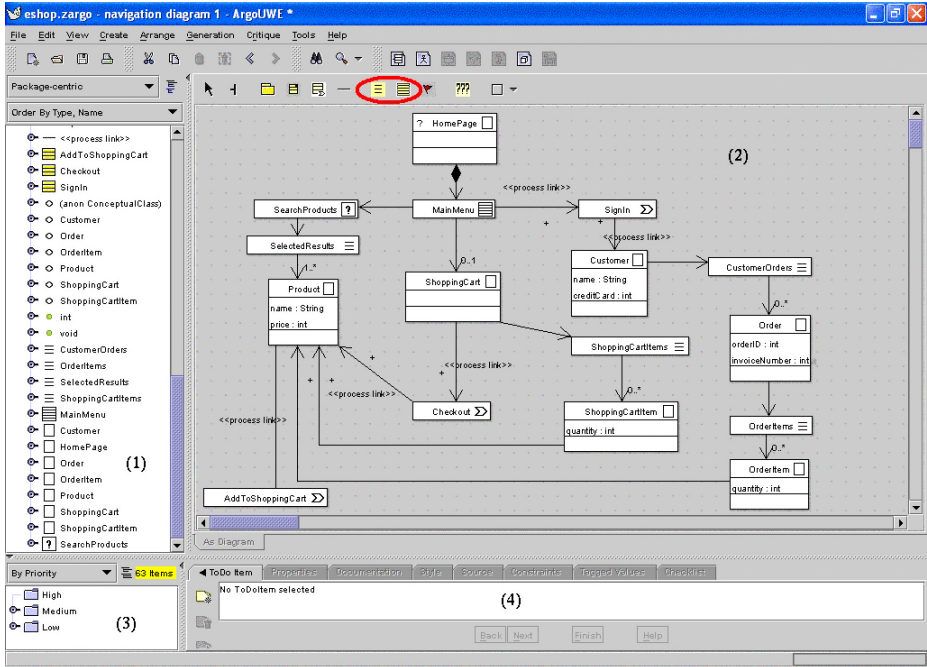 eshop.zargo - navigation diagram 1 - ArgoUWE *
File Edit View Create Arrange Generation Critique Tools Help
Package-centric
Order By Type, Name
<<process link>>
AddToShoppingCart
Checkout
SignIn
(anon ConceptualClass)
Customer
Order
OrderItem
Product
ShoppingCart
ShoppingCartItem
int
void
CustomerOrders
OrderItems
SelectedResults
ShoppingCartItems
MainMenu
Customer
HomePage
Order
(1)
OrderItem
Product
ShoppingCart
ShoppingCartItem
? SearchProducts
???
? HomePage
(2)
<<process link>>
SearchProducts ?
MainMenu
SignIn
+ +
<<process link>>
SelectedResults
1..*
0..1
Customer
name : String
creditCard : int
CustomerOrders
Product
name : String
price : int
ShoppingCart
0..*
Order
orderID : int
invoiceNumber : int
ShoppingCartItems
+
<<process link>>
+
+ +
<<process link>>
0..*
<<process link>>
Checkout
ShoppingCartItem
quantity : int
OrderItems
0..*
OrderItem
quantity : int
AddToShoppingCart
As Diagram
By Priority
63 Items
High
Medium
Low
(3)
ToDo Item Properties Documentation Style Source Constraints Tagged Values Checklist
No ToDoItem selected
(4)
Back Next Finish Help